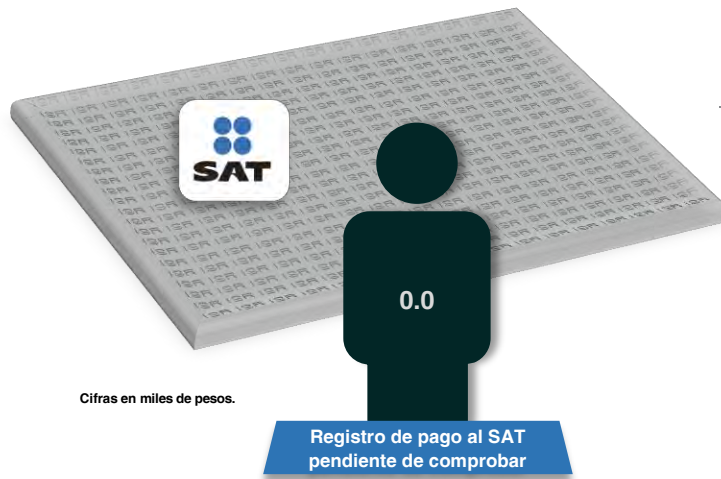 SAT
0.0
Cifras en miles de pesos.
Registro de pago al SAT
pendiente de comprobar